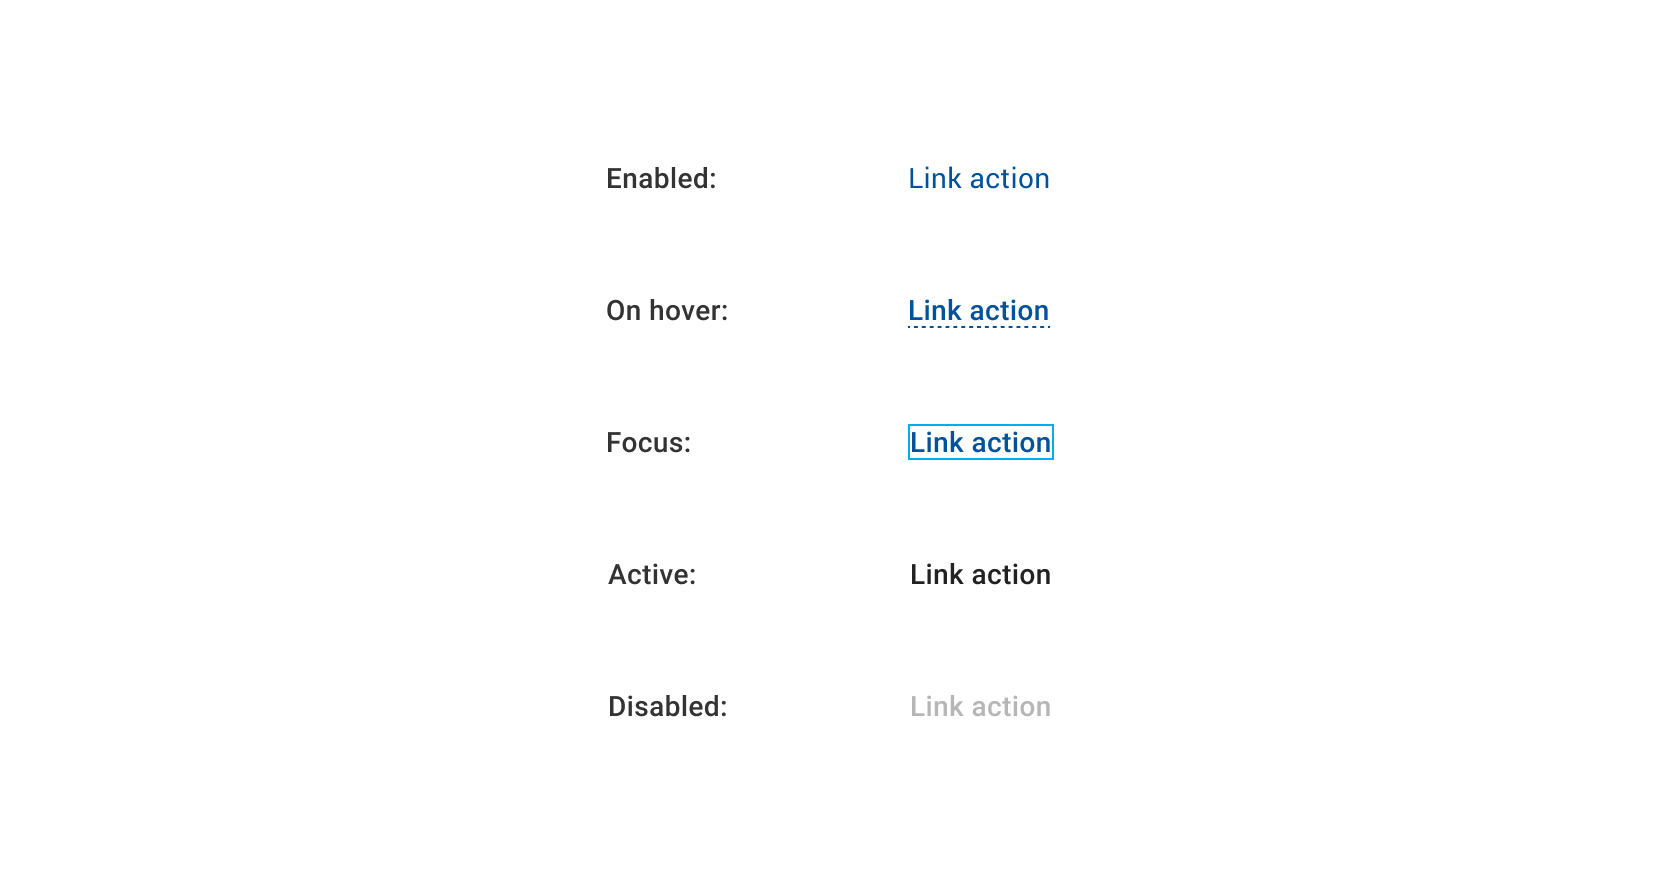 Enabled: Link action
On hover: Link action
Focus: Link action
Active: Link action
Disabled: Link action